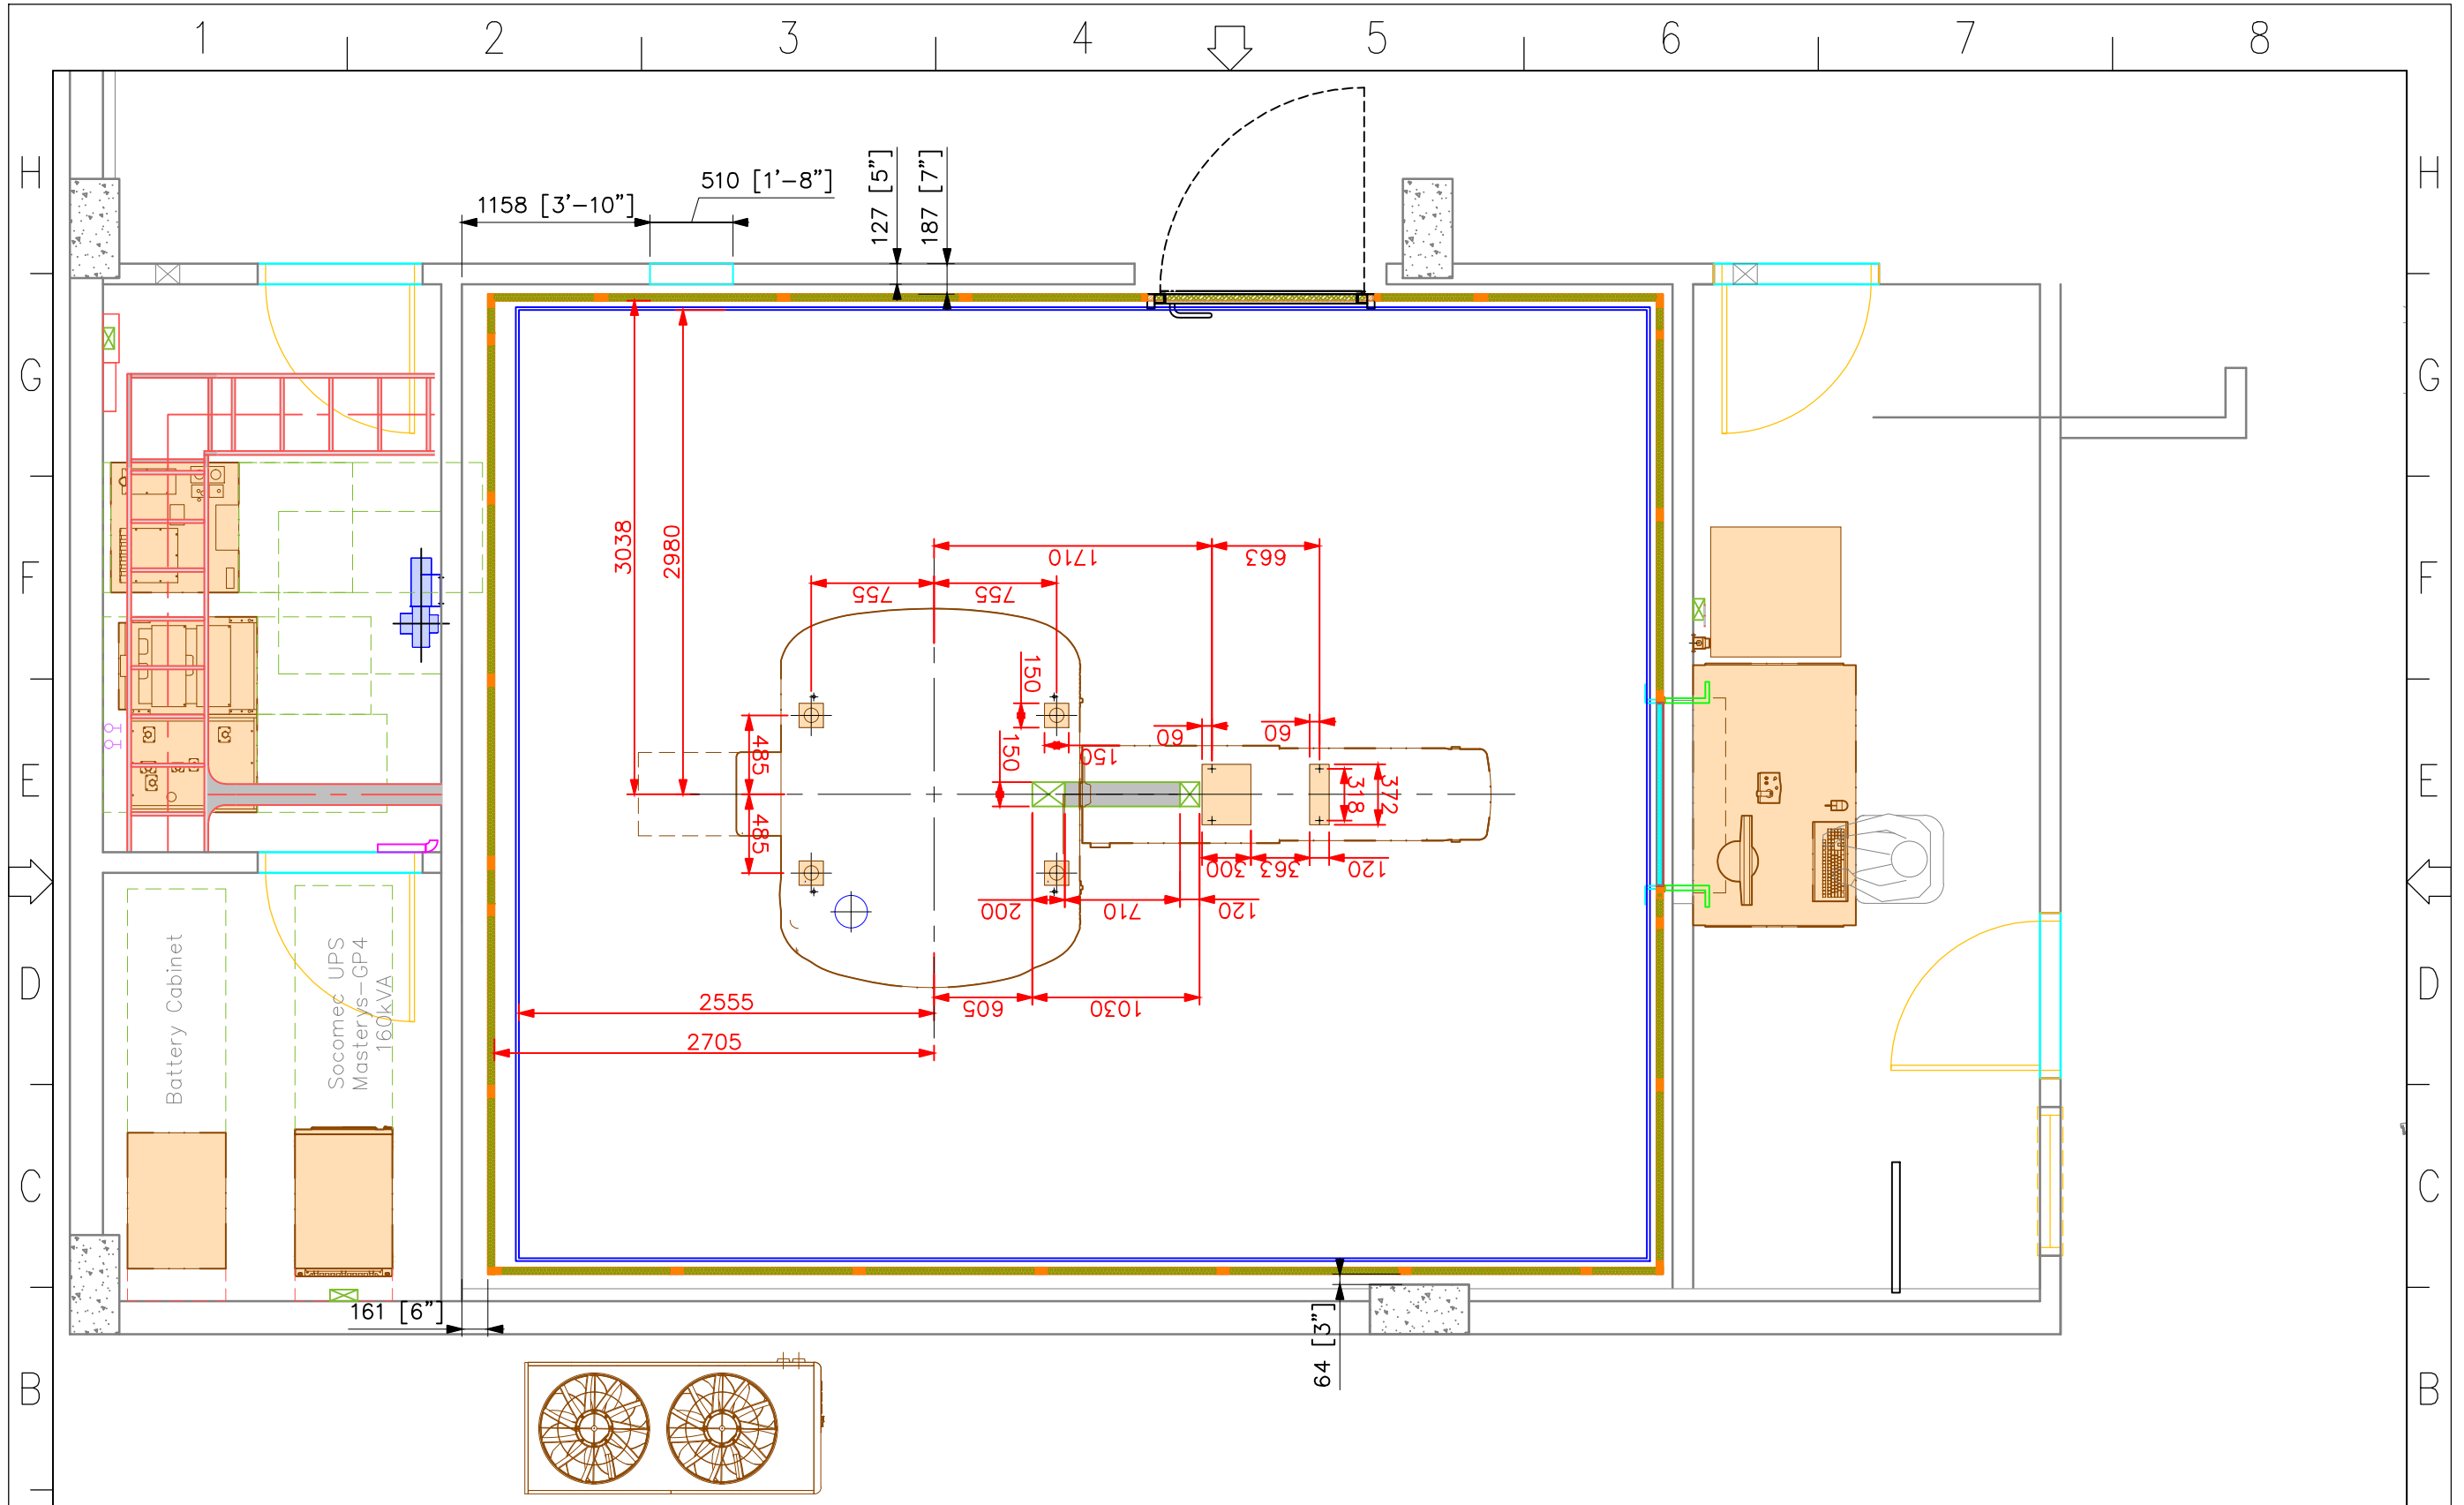 1 2 3 4 5 6 7 8
H H
1158 [3'-10"]
510 [1'-8"]
127 [5"]
187 [7"]
G G
3038
2980
1710
663
F F
755
755
150
60
60
485
150
150
318
372
E E
485
300
363
120
200
710
120
D D
Battery Cabinet
Socomec UPS
Masterys-GP4
160kVA
2555
605
1030
2705
C C
161 [6"]
64 [3"]
B B